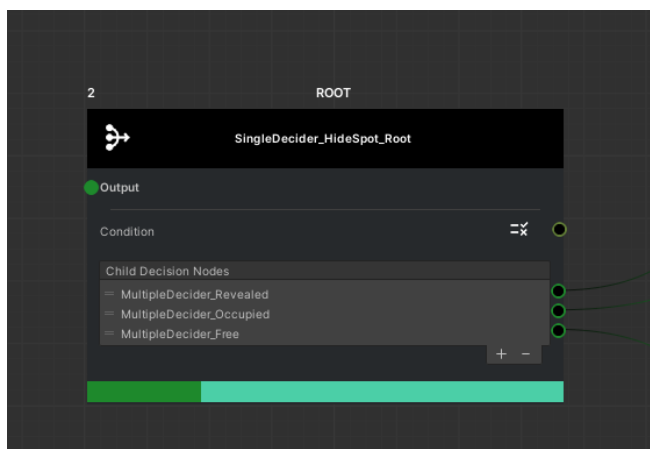 2 ROOT
SingleDecider_HideSpot_Root
Output
Condition
Child Decision Nodes
= MultipleDecider_Revealed
= MultipleDecider_Occupied
= MultipleDecider_Free
+ −